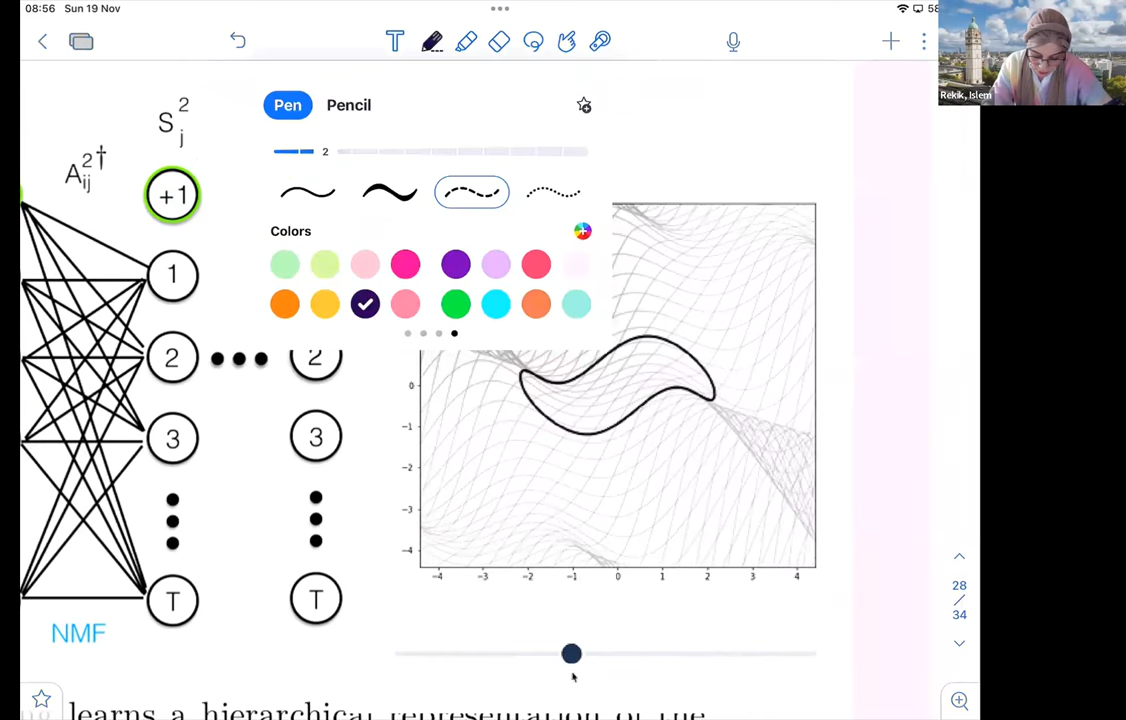 08:56 Sun 19 Nov
58
Rekik, Islem
Pen Pencil
2
Colors
S 2 j
A 2† ij
+1
1
2
3
T
NMF
2
3
T
0
−1
−2
−3
−4
−4 −3 −2 −1 0 1 2 3 4
28
/
34
learns a hierarchical representation of the